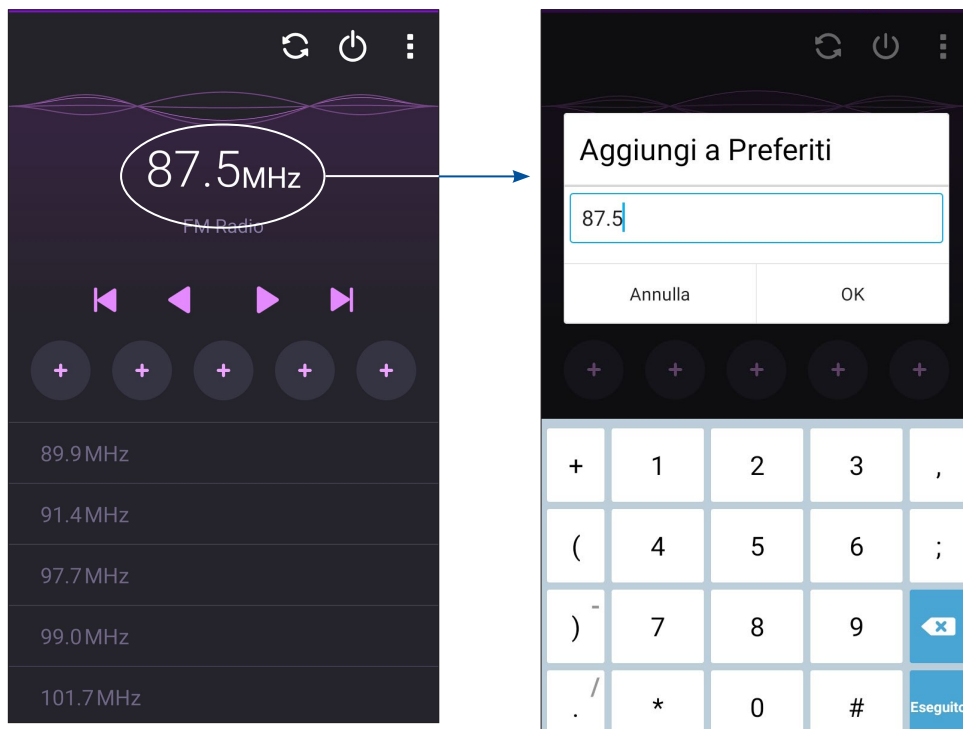 87.5MHz
FM Radio
+ + + + +
89.9MHz
91.4MHz
97.7MHz
99.0MHz
101.7MHz
Aggiungi a Preferiti
87.5
Annulla OK
+ + + + +
+ 1 2 3 ,
( 4 5 6 ;
) - 7 8 9
. / * 0 # Eseguito